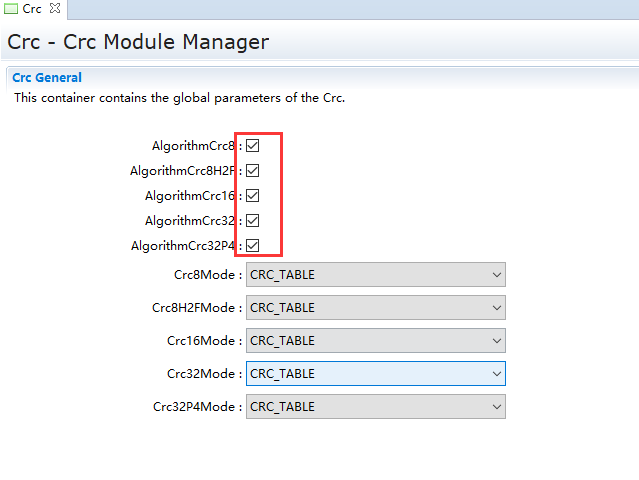 Crc
Crc - Crc Module Manager
Crc General
This container contains the global parameters of the Crc.
AlgorithmCrc8 :
AlgorithmCrc8H2F :
AlgorithmCrc16 :
AlgorithmCrc32 :
AlgorithmCrc32P4 :
Crc8Mode : CRC_TABLE
Crc8H2FMode : CRC_TABLE
Crc16Mode : CRC_TABLE
Crc32Mode : CRC_TABLE
Crc32P4Mode : CRC_TABLE